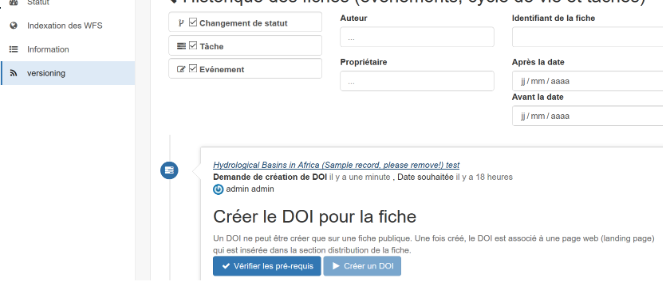 Statut
Historique des fiches (événements, cycle de vie et tâches)
Indexation des WFS
Information
versioning
Changement de statut
Tâche
Evénement
Auteur
...
Propriétaire
...
Identifiant de la fiche
Après la date
jj / mm / aaaa
Avant la date
jj / mm / aaaa
Hydrological Basins in Africa (Sample record, please remove!) test
Demande de création de DOI il y a une minute , Date souhaitée il y a 18 heures
admin admin
Créer le DOI pour la fiche
Un DOI ne peut être créer que sur une fiche publique. Une fois créé, le DOI est associé à une page web (landing page)
qui est insérée dans la section distribution de la fiche.
Vérifier les pré-requis
Créer un DOI